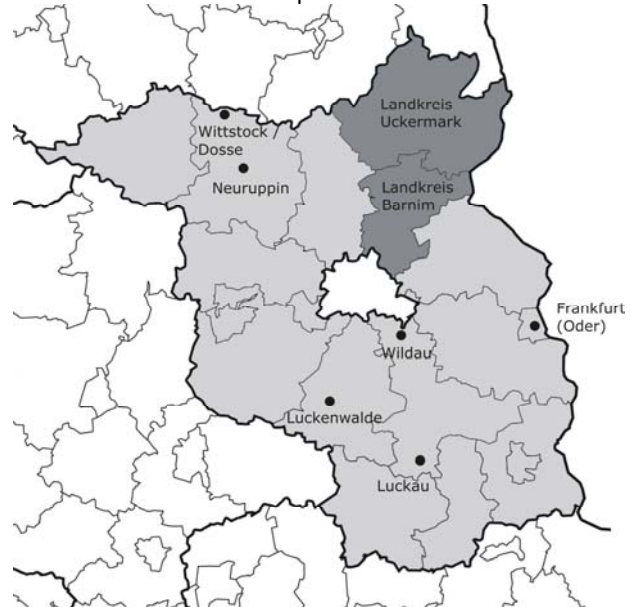 Landkreis
Uckermark
Wittstock
Dosse
Neuruppin
Landkreis
Barnim
Frankfurt
(Oder)
Wildau
Luckenwalde
Luckau